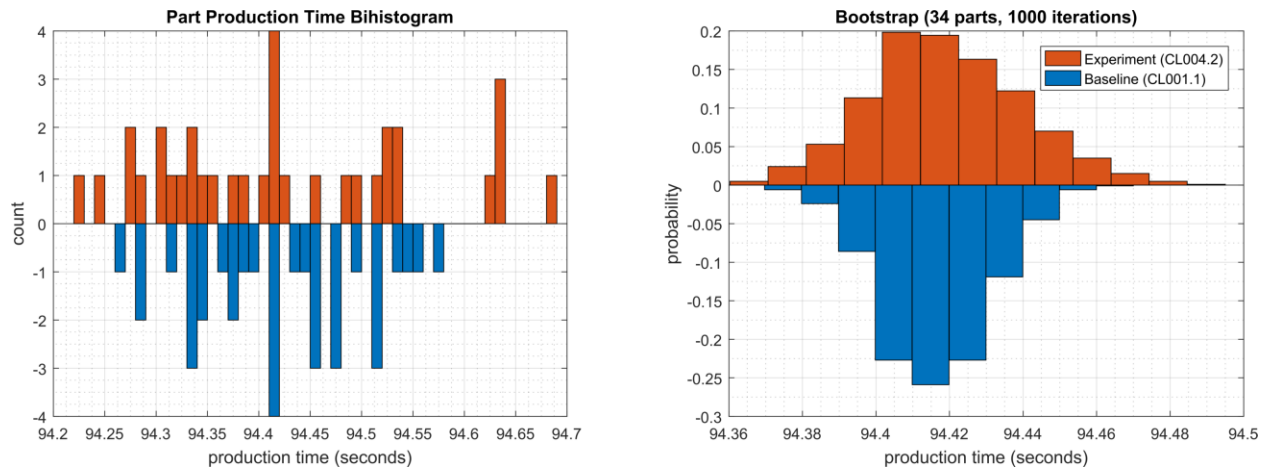 Part Production Time Bihistogram
4
3
2
1
0
-1
-2
-3
-4
count
94.2 94.25 94.3 94.35 94.4 94.45 94.5 94.55 94.6 94.65 94.7
production time (seconds)
Bootstrap (34 parts, 1000 iterations)
0.2
0.15
0.1
0.05
0
-0.05
-0.1
-0.15
-0.2
-0.25
-0.3
probability
Experiment (CL004.2)
Baseline (CL001.1)
94.36 94.38 94.4 94.42 94.44 94.46 94.48 94.5
production time (seconds)